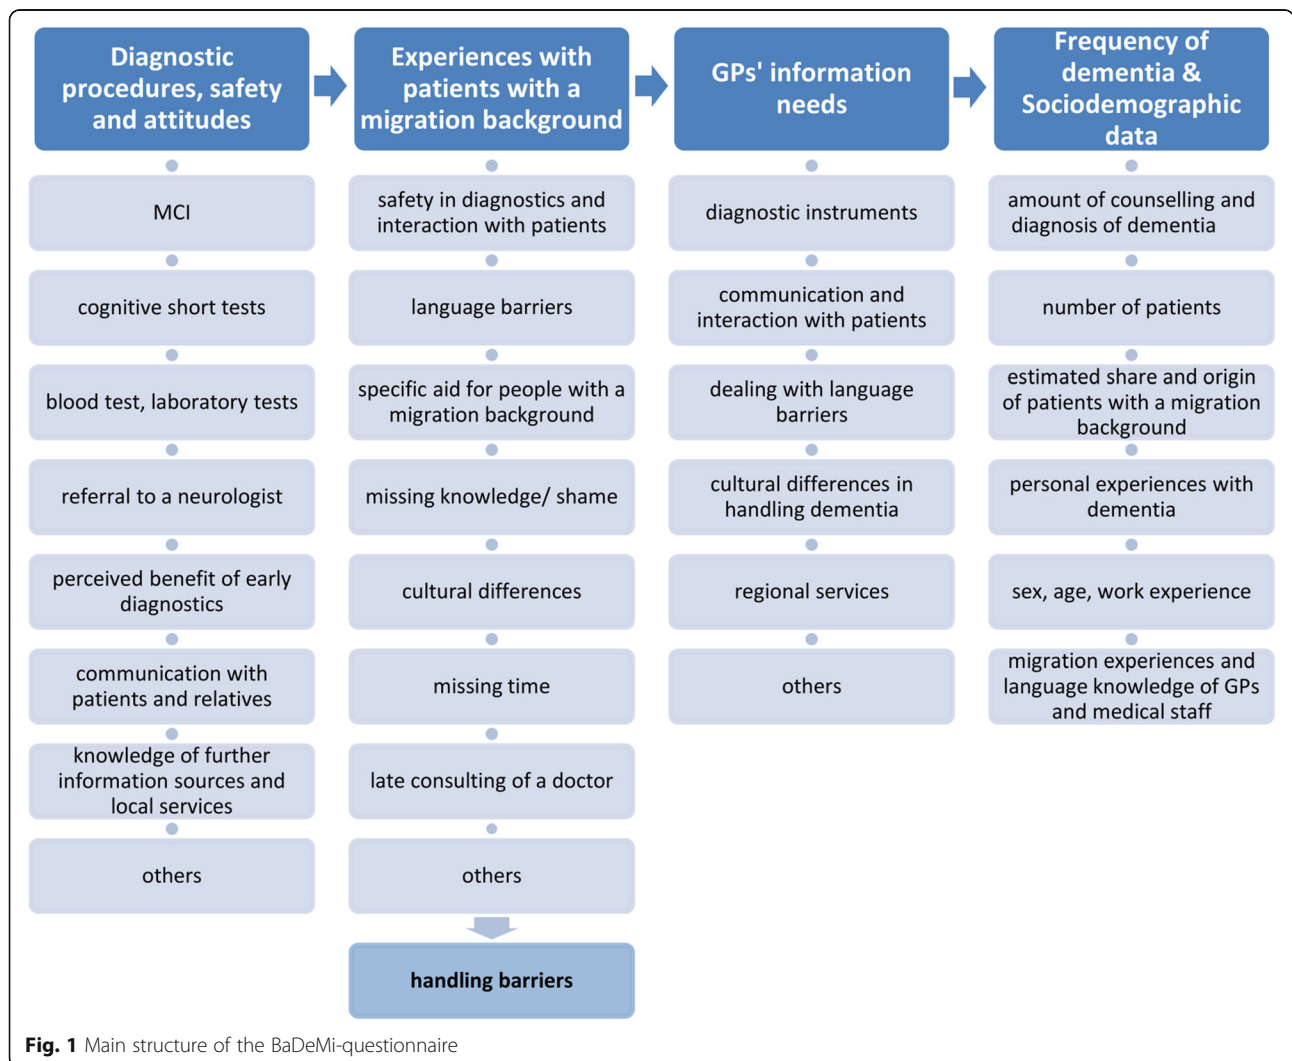 Diagnostic
procedures, safety
and attitudes
MCI
cognitive short tests
blood test, laboratory tests
referral to a neurologist
perceived benefit of early
diagnostics
communication with
patients and relatives
knowledge of further
information sources and
local services
others
Experiences with
patients with a
migration background
safety in diagnostics and
interaction with patients
language barriers
specific aid for people with a
migration background
missing knowledge/ shame
cultural differences
missing time
late consulting of a doctor
others
handling barriers
GPs' information
needs
diagnostic instruments
communication and
interaction with patients
dealing with language
barriers
cultural differences in
handling dementia
regional services
others
Frequency of
dementia &
Sociodemographic
data
amount of counselling and
diagnosis of dementia
number of patients
estimated share and origin
of patients with a migration
background
personal experiences with
dementia
sex, age, work experience
migration experiences and
language knowledge of GPs
and medical staff
Fig. 1 Main structure of the BaDeMi-questionnaire